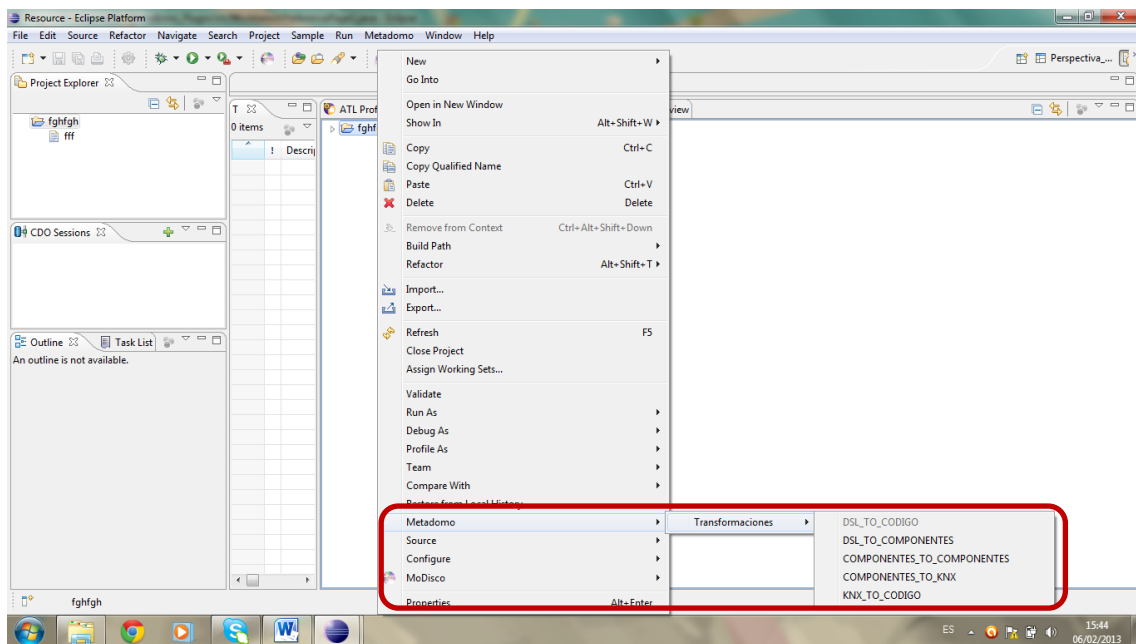 Resource - Eclipse Platform
File Edit Source Refactor Navigate Search Project Sample Run Metadomo Window Help
Perspectiva_...
Project Explorer
fghfgh
fff
CDO Sessions
Outline Task List
An outline is not available.
T
0 items
! Descrip
ATL Prof
view
fghf
New
Go Into
Open in New Window
Show In Alt+Shift+W
Copy Ctrl+C
Copy Qualified Name
Paste Ctrl+V
Delete Delete
Remove from Context Ctrl+Alt+Shift+Down
Build Path
Refactor Alt+Shift+T
Import...
Export...
Refresh F5
Close Project
Assign Working Sets...
Validate
Run As
Debug As
Profile As
Team
Compare With
Restore from Local History...
Metadomo
Source
Configure
MoDisco
Properties Alt+Enter
Transformaciones
DSL_TO_CODIGO
DSL_TO_COMPONENTES
COMPONENTES_TO_COMPONENTES
COMPONENTES_TO_KNX
KNX_TO_CODIGO
fghfgh
ES
15:44
06/02/2013